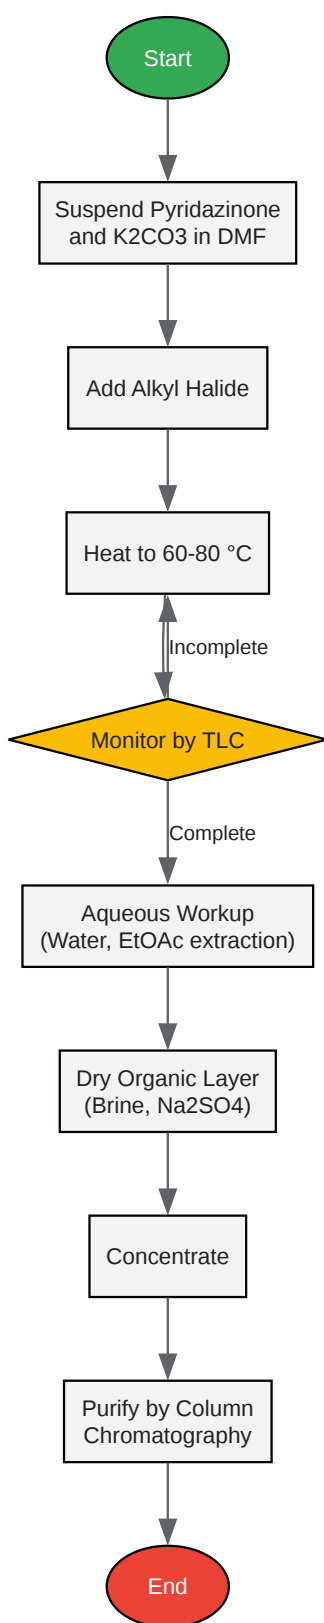 Start
Suspend Pyridazinone
and K2CO3 in DMF
Add Alkyl Halide
Heat to 60-80 °C
Incomplete
Monitor by TLC
Complete
Aqueous Workup
(Water, EtOAc extraction)
Dry Organic Layer
(Brine, Na2SO4)
Concentrate
Purify by Column
Chromatography
End